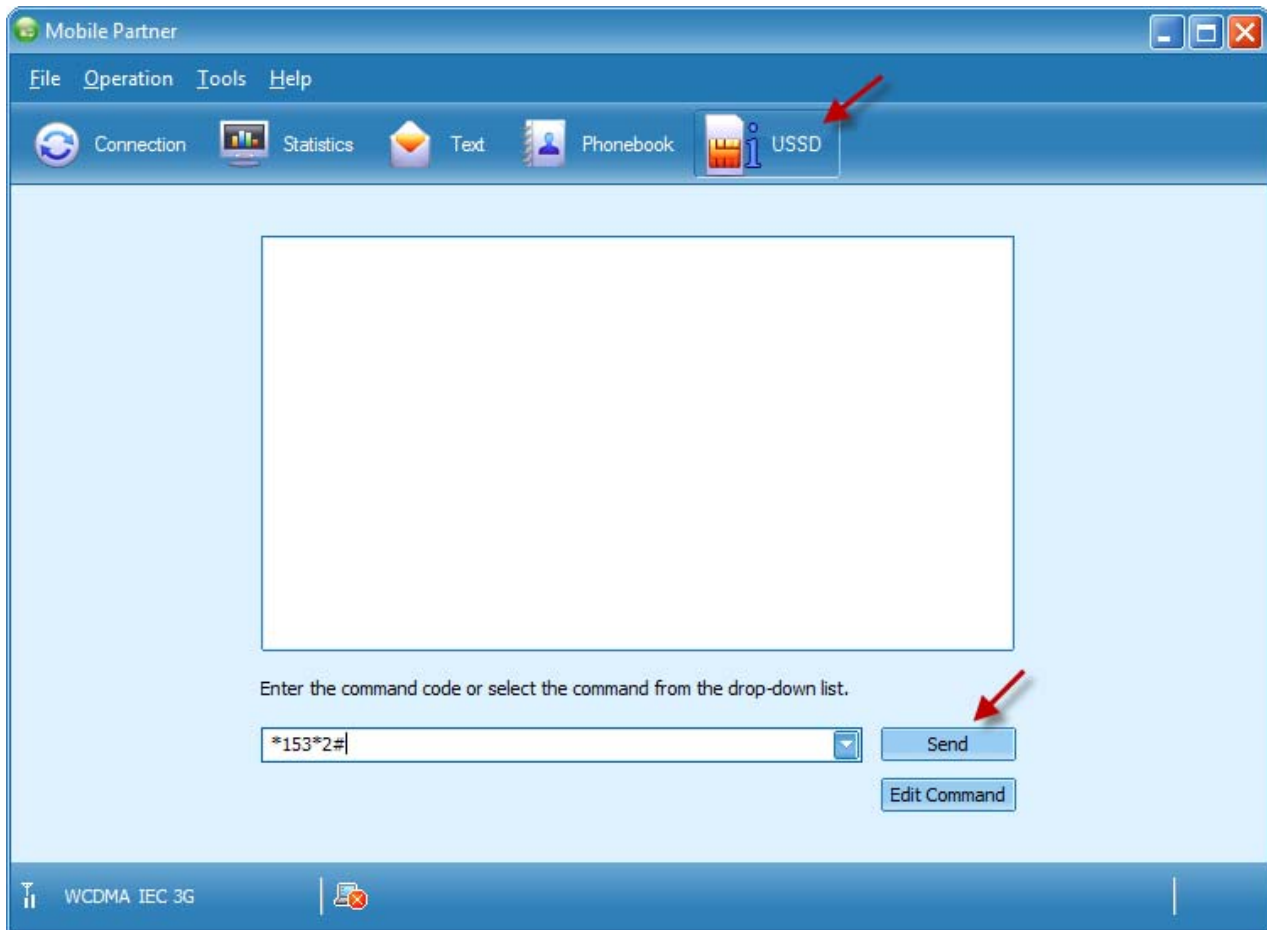 Mobile Partner
File Operation Tools Help
Connection Statistics Text Phonebook USSD
Enter the command code or select the command from the drop-down list.
*153*2#
Send
Edit Command
WCDMA IEC 3G